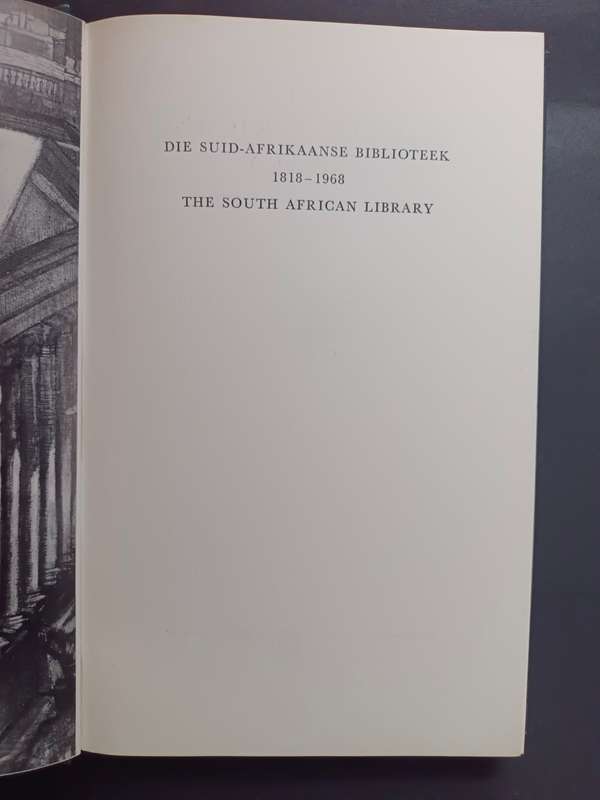 DIE SUID-AFRIKAANSE BIBLIOTEEK
1818–1968
THE SOUTH AFRICAN LIBRARY